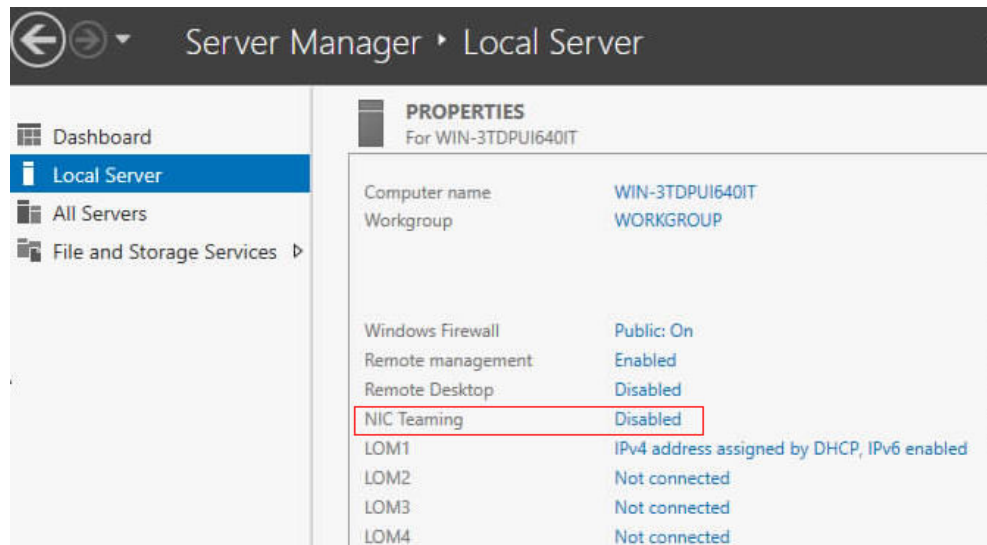 Server Manager ‣ Local Server
Dashboard
Local Server
All Servers
File and Storage Services
PROPERTIES
For WIN-3TDPUI640IT
Computer name WIN-3TDPUI640IT
Workgroup WORKGROUP
Windows Firewall Public: On
Remote management Enabled
Remote Desktop Disabled
NIC Teaming Disabled
LOM1 IPv4 address assigned by DHCP, IPv6 enabled
LOM2 Not connected
LOM3 Not connected
LOM4 Not connected